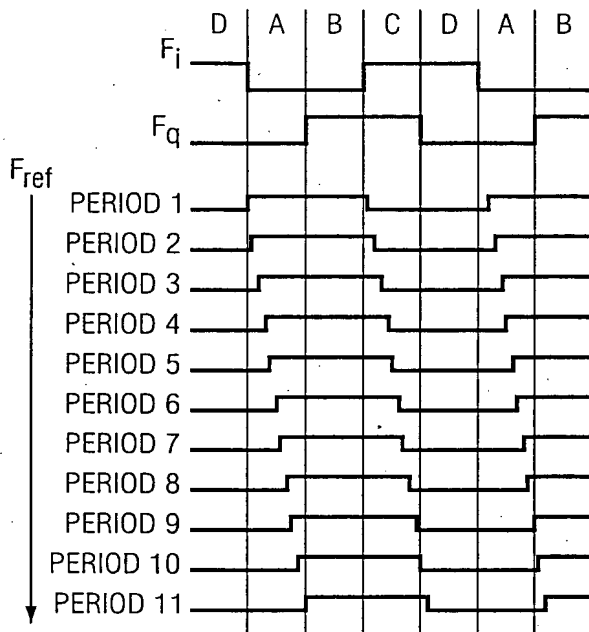 D A B C D A B
Fi
Fq
Fref
PERIOD 1
PERIOD 2
PERIOD 3
PERIOD 4
PERIOD 5
PERIOD 6
PERIOD 7
PERIOD 8
PERIOD 9
PERIOD 10
PERIOD 11